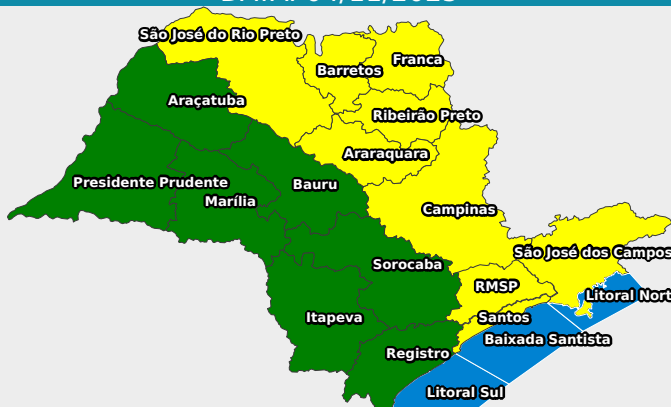 São José do Rio Preto
Franca
Barretos
Araçatuba
Ribeirão Preto
Araraquara
Presidente Prudente
Bauru
Marília
Campinas
São José dos Campos
Sorocaba
RMSP
Litoral Nort
Itapeva
Santos
Baixada Santista
Registro
Litoral Sul